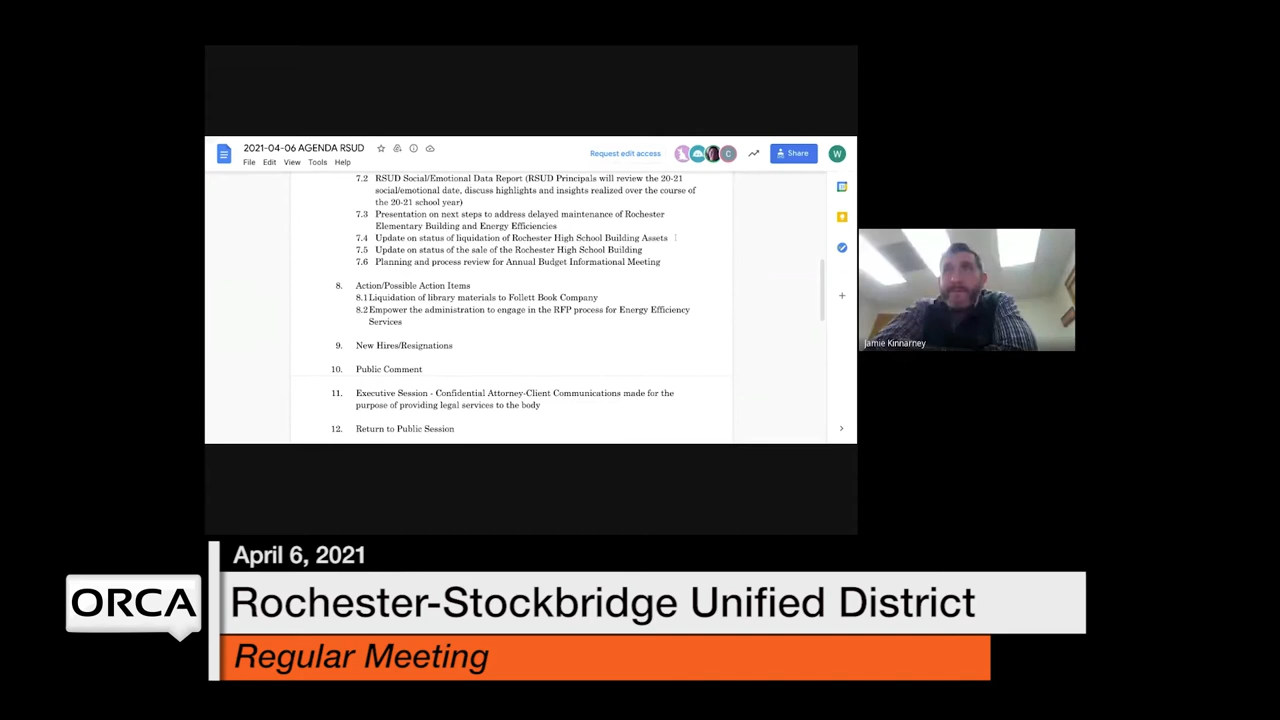 2021-04-06 AGENDA RSUD
File Edit View Tools Help
Request edit access
C
Share
W
7.2 RSUD Social/Emotional Data Report (RSUD Principals will review the 20-21
social/emotional date, discuss highlights and insights realized over the course of
the 20-21 school year)
7.3 Presentation on next steps to address delayed maintenance of Rochester
Elementary Building and Energy Efficiencies
7.4 Update on status of liquidation of Rochester High School Building Assets
7.5 Update on status of the sale of the Rochester High School Building
7.6 Planning and process review for Annual Budget Informational Meeting
8. Action/Possible Action Items
8.1 Liquidation of library materials to Follett Book Company
8.2 Empower the administration to engage in the RFP process for Energy Efficiency
Services
9. New Hires/Resignations
10. Public Comment
11. Executive Session - Confidential Attorney-Client Communications made for the
purpose of providing legal services to the body
12. Return to Public Session
Jamie Kinnarney
April 6, 2021
ORCA
Rochester-Stockbridge Unified District
Regular Meeting